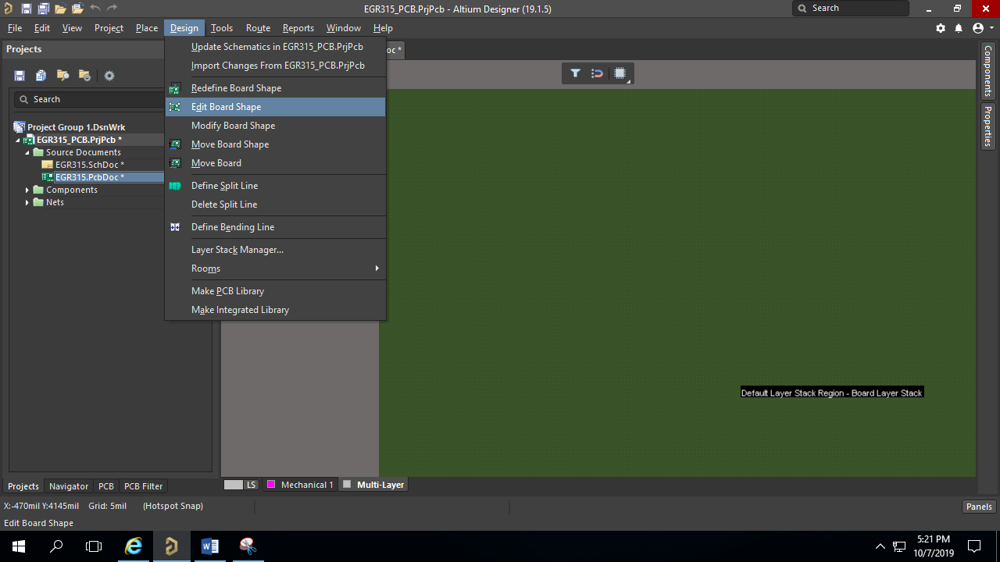 EGR315_PCB.PrjPcb - Altium Designer (19.1.5)
Search
File Edit View Project Place Design Tools Route Reports Window Help
Projects
oc *
Search
Project Group 1.DsnWrk
EGR315_PCB.PrjPcb *
Source Documents
EGR315.SchDoc *
EGR315.PcbDoc *
Components
Nets
Update Schematics in EGR315_PCB.PrjPcb
Import Changes From EGR315_PCB.PrjPcb
Redefine Board Shape
Edit Board Shape
Modify Board Shape
Move Board Shape
Move Board
Define Split Line
Delete Split Line
Define Bending Line
Layer Stack Manager...
Rooms
Make PCB Library
Make Integrated Library
Default Layer Stack Region - Board Layer Stack
Components
Properties
Projects Navigator PCB PCB Filter
LS Mechanical 1 Multi-Layer
X:-470mil Y:4145mil Grid: 5mil (Hotspot Snap)
Panels
Edit Board Shape
5:21 PM
10/7/2019